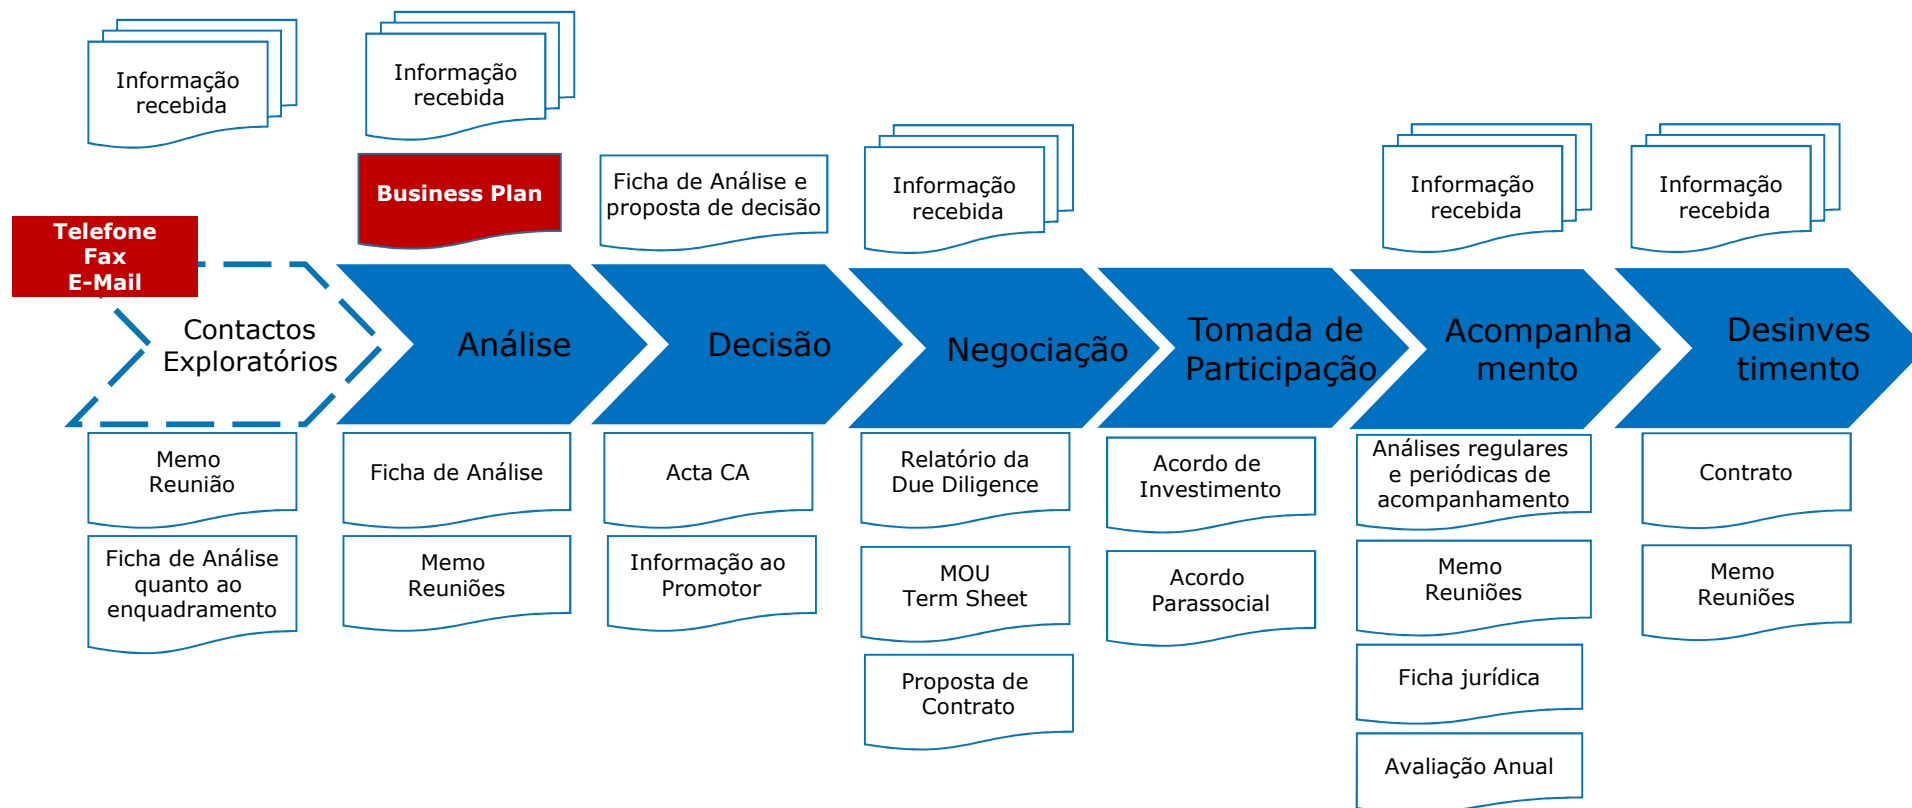 Informação
recebida
Informação
recebida
Business Plan
Ficha de Análise e
proposta de decisão
Informação
recebida
Informação
recebida
Informação
recebida
Telefone
Fax
E-Mail
Contactos
Exploratórios
Análise
Decisão
Negociação
Tomada de
Participação
Acompanha
mento
Desinves
timento
Memo
Reunião
Ficha de Análise
quanto ao
enquadramento
Ficha de Análise
Memo
Reuniões
Acta CA
Informação ao
Promotor
Relatório da
Due Diligence
MOU
Term Sheet
Proposta de
Contrato
Acordo de
Investimento
Acordo
Parassocial
Análises regulares
e periódicas de
acompanhamento
Memo
Reuniões
Ficha jurídica
Avaliação Anual
Contrato
Memo
Reuniões